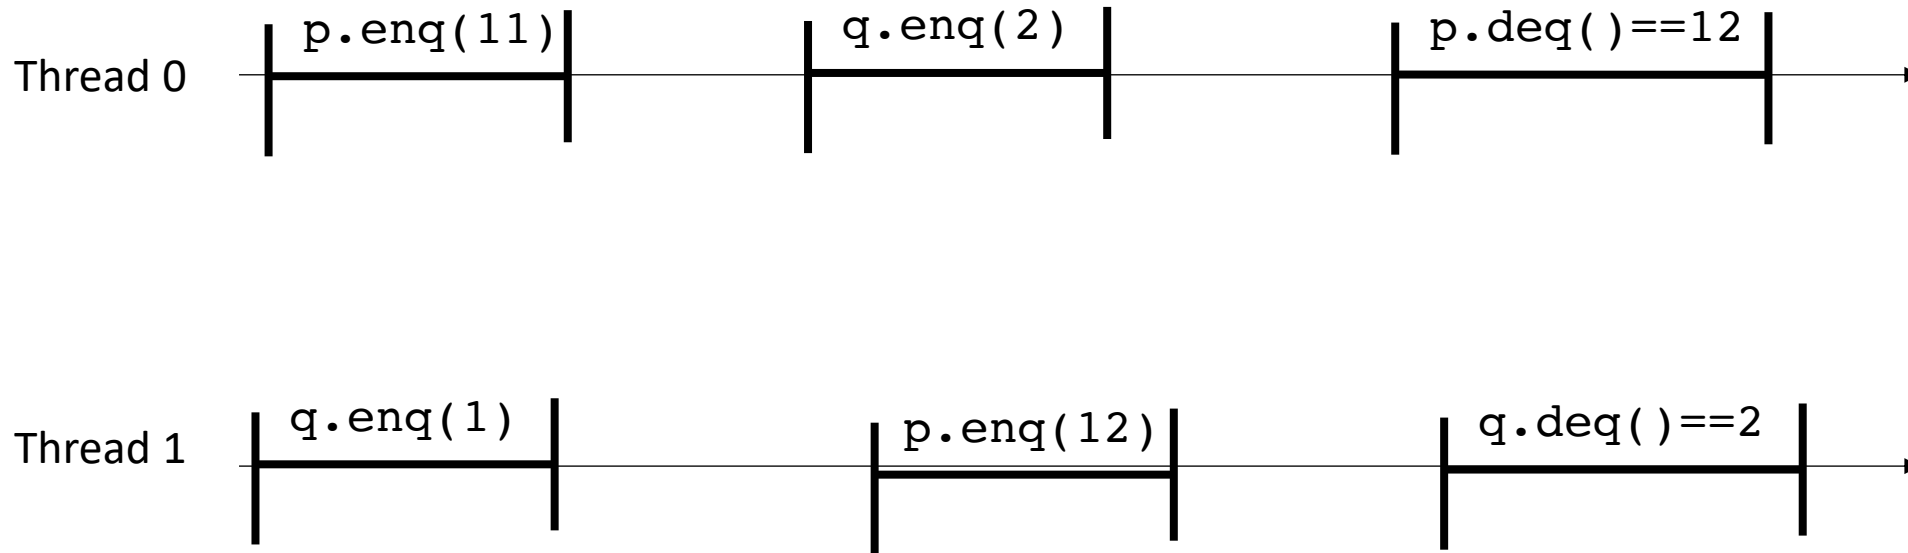 p.enq(11) q.enq(2) p.deq()==12
Thread 0
q.enq(1) p.enq(12) q.deq()==2
Thread 1